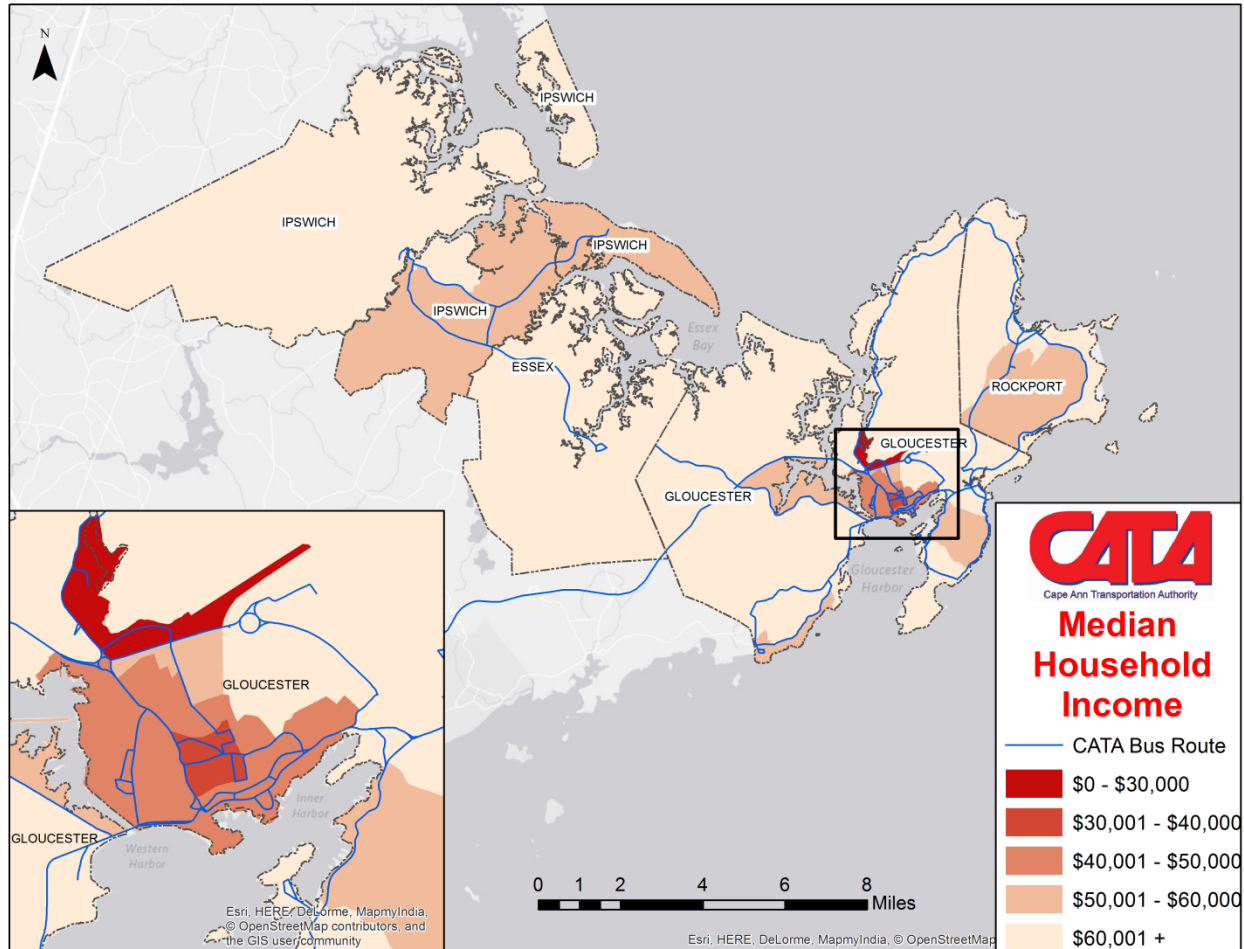 N
IPSWICH
IPSWICH
IPSWICH
IPSWICH
Essex
Bay
ESSEX
ROCKPORT
GLOUCESTER
GLOUCESTER
Gloucester
Harbor
GLOUCESTER
Inner
Harbor
GLOUCESTER
Western
Harbor
Esri, HERE, DeLorme, MapmyIndia,
© OpenStreetMap contributors, and
the GIS user community
0 1 2 4 6 8
Miles
Esri, HERE, DeLorme, MapmyIndia, © OpenStreetMap
CATA
Cape Ann Transportation Authority
Median
Household
Income
CATA Bus Route
$0 - $30,000
$30,001 - $40,000
$40,001 - $50,000
$50,001 - $60,000
$60,001 +